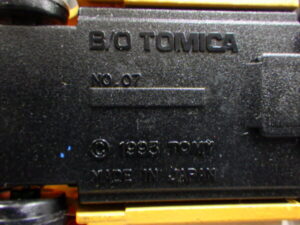 B/O TOMICA
NO. 07
© 1995 TOMY
MADE IN JAPAN